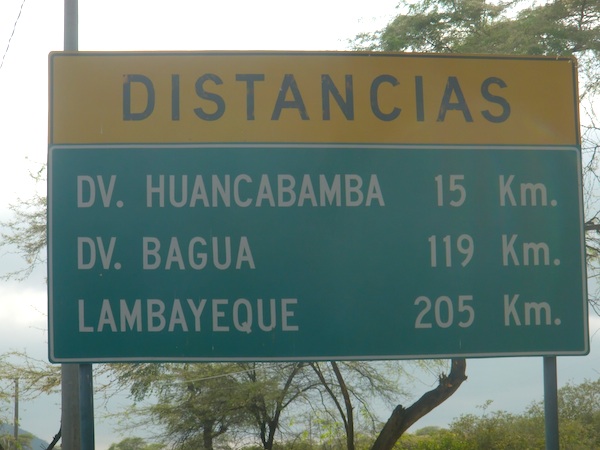 DISTANCIAS
DV. HUANCABAMBA 15 Km.
DV. BAGUA 119 Km.
LAMBAYEQUE 205 Km.